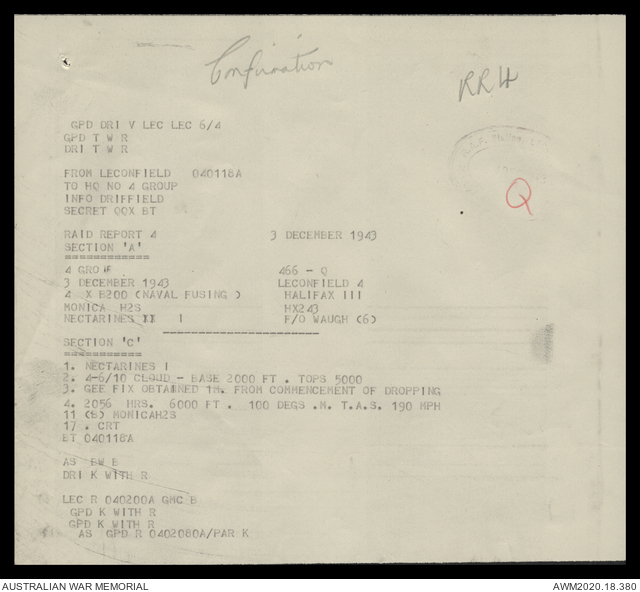 Confirmation
RRH
GPD DRI V LEC LEC 6/4
GPD T W R
DRI T W R
FROM LECONFIELD 040118A
TO HQ NO 4 GROUP
INFO DRIFFIELD
SECRET QQX BT
Q
RAID REPORT 4 3 DECEMBER 1943
SECTION 'A'
============
4 GROUP 466 - Q
3 DECEMBER 1943 LECONFIELD 4
4 X B200 (NAVAL FUSING ) HALIFAX III
MONICA H2S HX243
NECTARINES XX I F/O WAUGH (6)
------------------------
SECTION 'C'
===========
1. NECTARINES I
2. 4-6/10 CLOUD - BASE 2000 FT . TOPS 5000
3. GEE FIX OBTAINED 1M. FROM COMMENCEMENT OF DROPPING
4. 2056 HRS. 6000 FT . 100 DEGS .M. T.A.S. 190 MPH
11 (B) MONICAH2S
17 . CRT
BT 040118A
AS BW B
DRI K WITH R
LEC R 040200A GMC B
GPD K WITH R
GPD K WITH R
AS GPD R 0402080A/PAR K
AUSTRALIAN WAR MEMORIAL
AWM2020.18.380